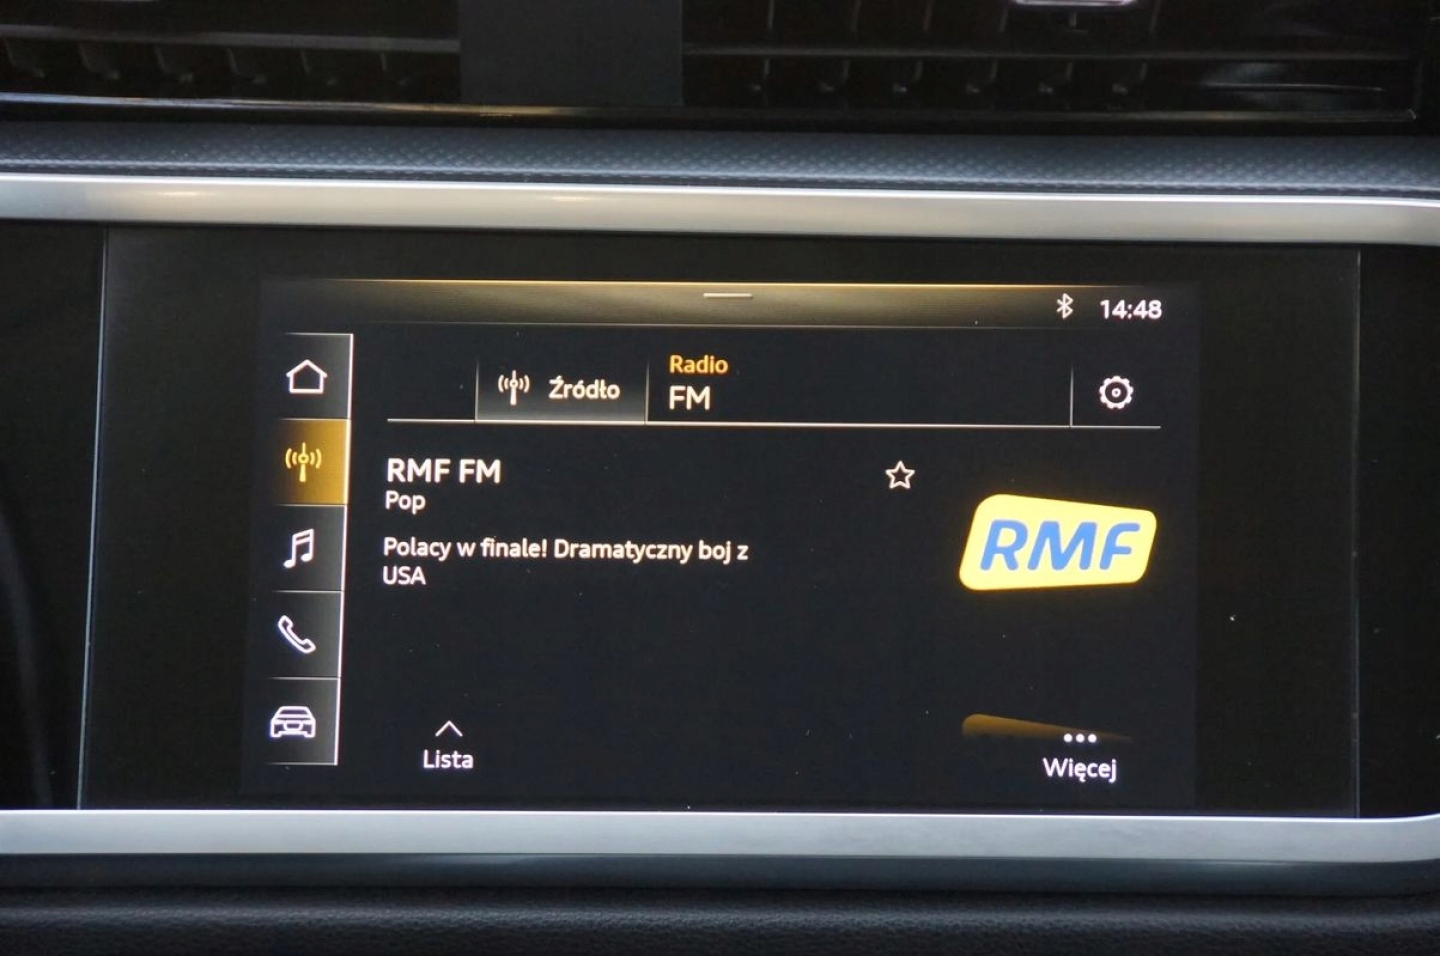 14:48
Źródło
Radio
FM
RMF FM
Pop
Polacy w finale! Dramatyczny boj z
USA
RMF
Lista
Więcej